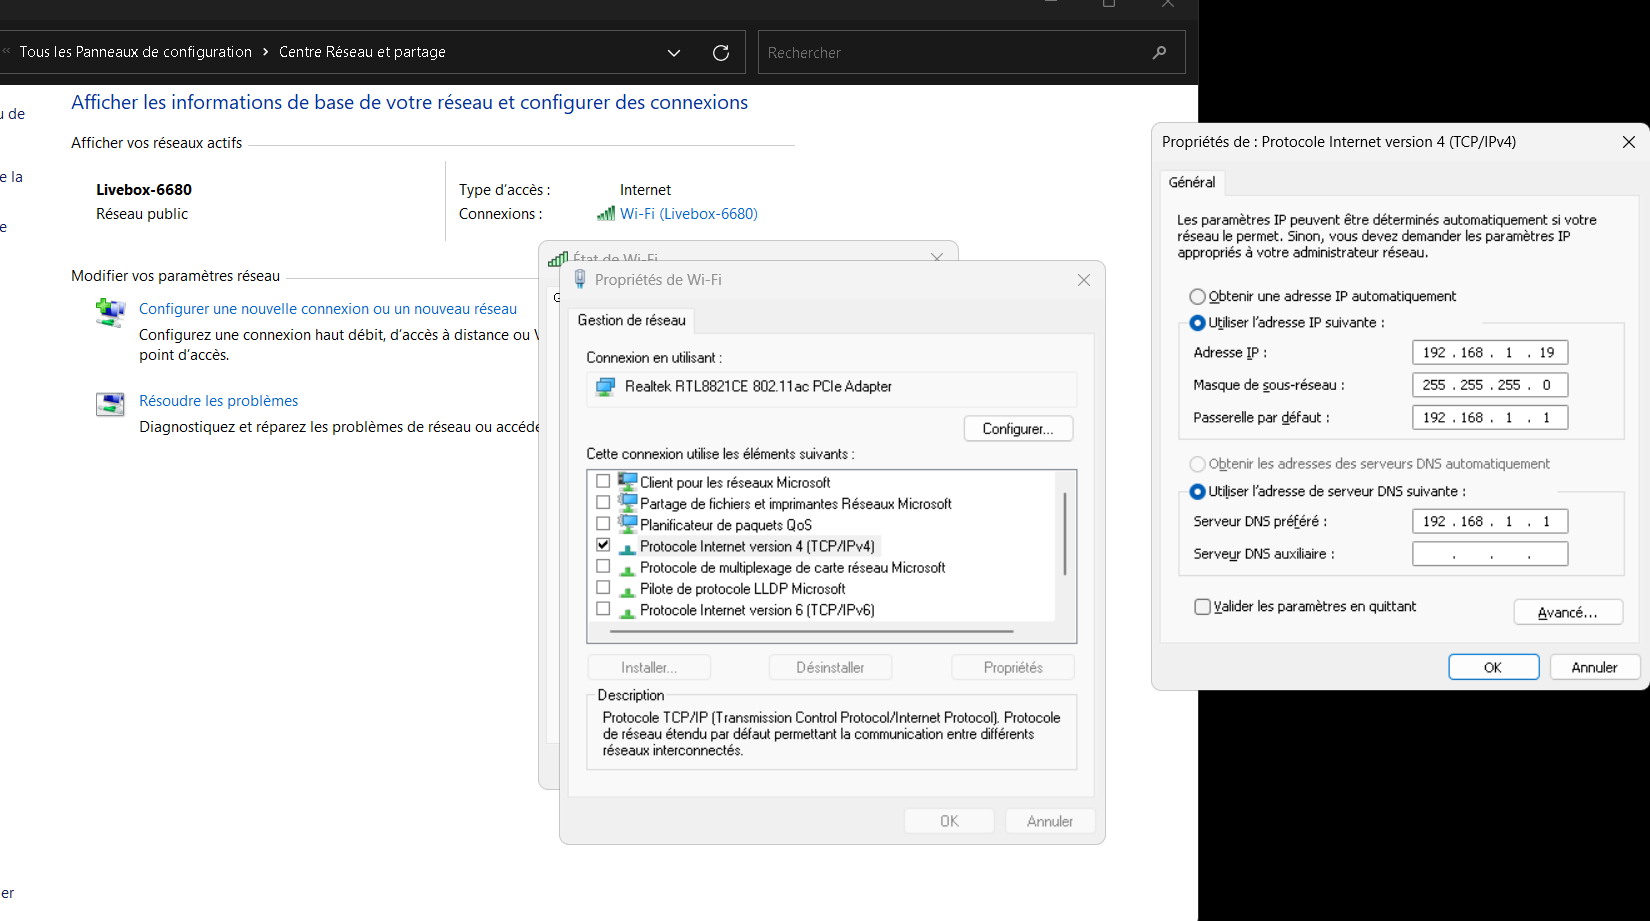 « Tous les Panneaux de configuration > Centre Réseau et partage
Rechercher
Afficher les informations de base de votre réseau et configurer des connexions
u de
Afficher vos réseaux actifs
e la
Livebox-6680
Réseau public
Type d'accès : Internet
Connexions : Wi-Fi (Livebox-6680)
e
Modifier vos paramètres réseau
Configurer une nouvelle connexion ou un nouveau réseau
Configurez une connexion haut débit, d'accès à distance ou V
point d'accès.
Résoudre les problèmes
Diagnostiquez et réparez les problèmes de réseau ou accéde
er
État de Wi-Fi
G
Propriétés de Wi-Fi
Gestion de réseau
Connexion en utilisant :
Realtek RTL8821CE 802.11ac PCIe Adapter
Configurer...
Cette connexion utilise les éléments suivants :
Client pour les réseaux Microsoft
Partage de fichiers et imprimantes Réseaux Microsoft
Planificateur de paquets QoS
Protocole Internet version 4 (TCP/IPv4)
Protocole de multiplexage de carte réseau Microsoft
Pilote de protocole LLDP Microsoft
Protocole Internet version 6 (TCP/IPv6)
Installer... Désinstaller Propriétés
Description
Protocole TCP/IP (Transmission Control Protocol/Internet Protocol). Protocole
de réseau étendu par défaut permettant la communication entre différents
réseaux interconnectés.
OK Annuler
Propriétés de : Protocole Internet version 4 (TCP/IPv4)
Général
Les paramètres IP peuvent être déterminés automatiquement si votre
réseau le permet. Sinon, vous devez demander les paramètres IP
appropriés à votre administrateur réseau.
Obtenir une adresse IP automatiquement
Utiliser l'adresse IP suivante :
Adresse IP : 192 . 168 . 1 . 19
Masque de sous-réseau : 255 . 255 . 255 . 0
Passerelle par défaut : 192 . 168 . 1 . 1
Obtenir les adresses des serveurs DNS automatiquement
Utiliser l'adresse de serveur DNS suivante :
Serveur DNS préféré : 192 . 168 . 1 . 1
Serveur DNS auxiliaire : . . .
Valider les paramètres en quittant
Avancé...
OK Annuler